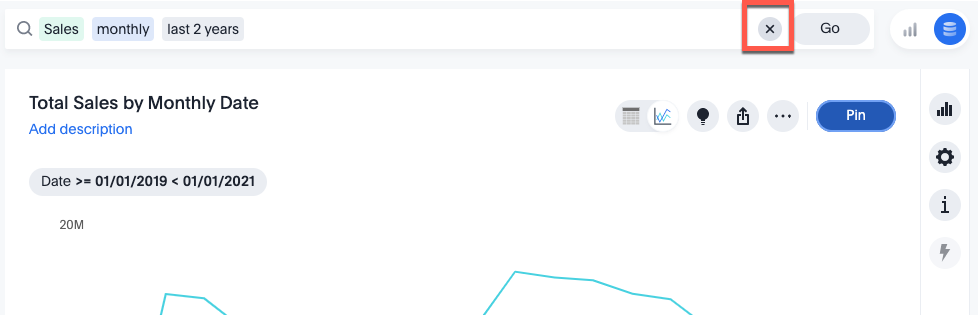 Sales monthly last 2 years Go
Total Sales by Monthly Date
Add description
Pin
Date >= 01/01/2019 < 01/01/2021
20M